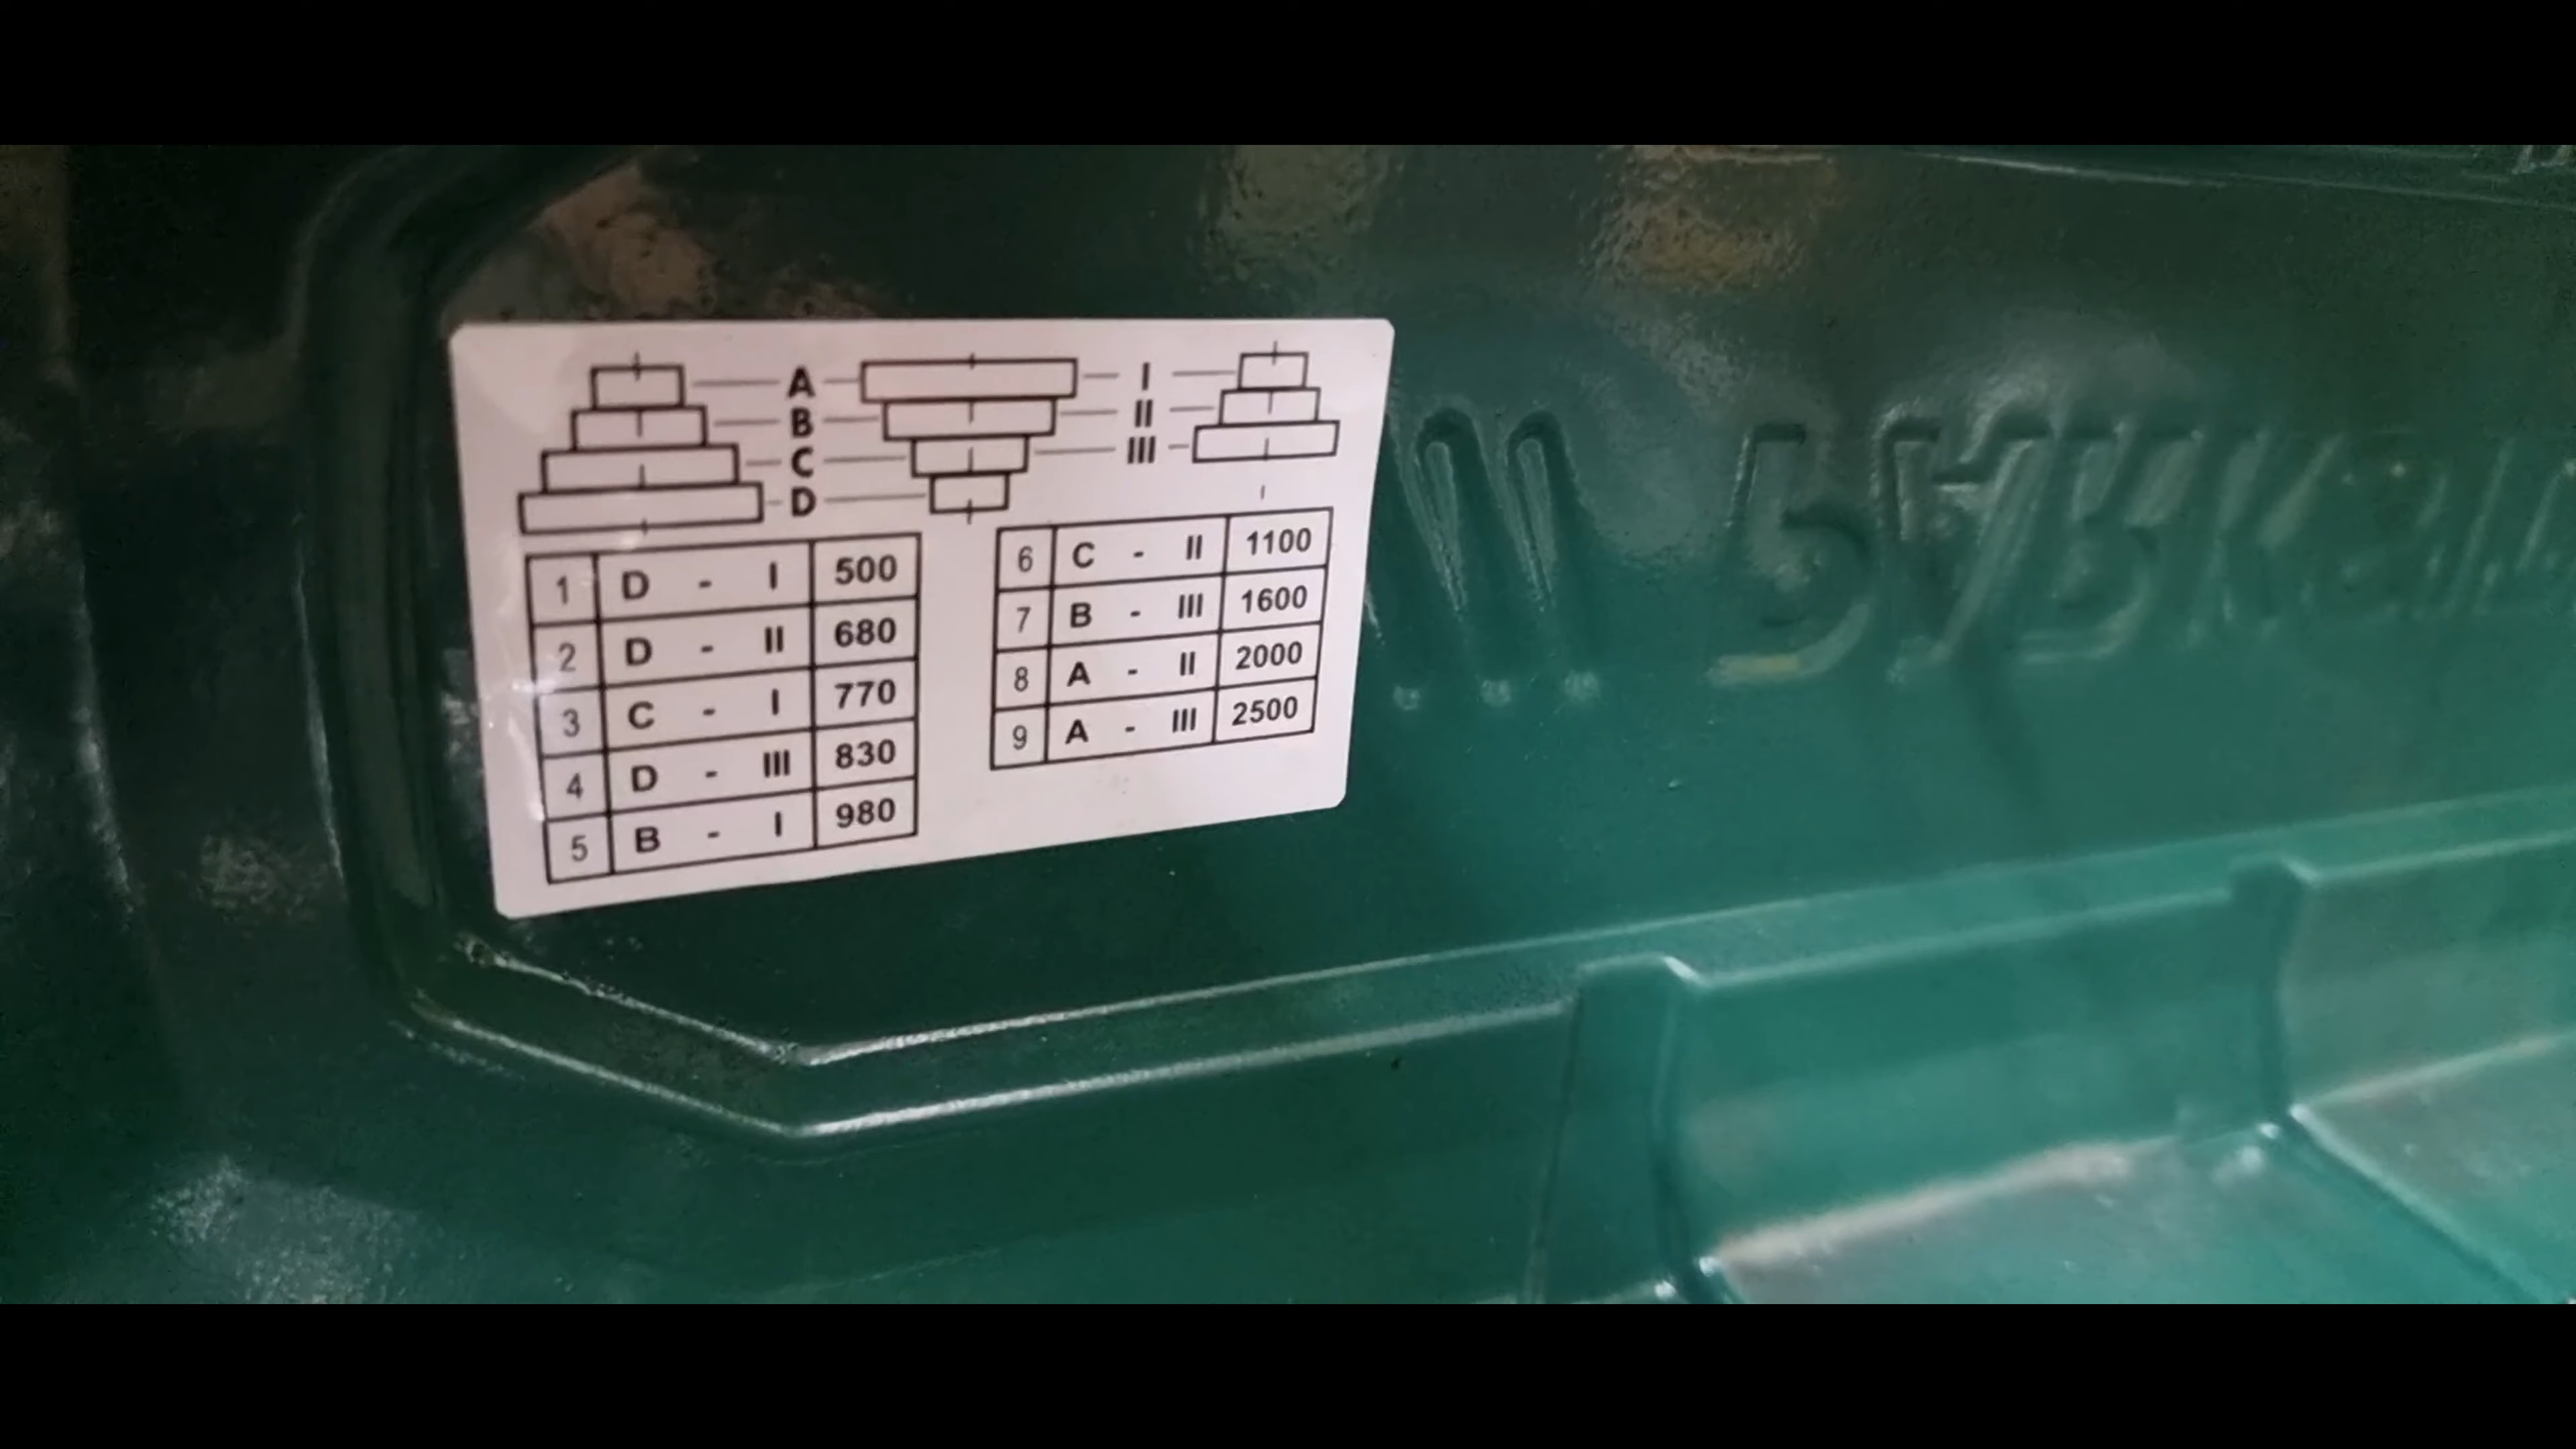 A I
B II
C III
D
1 D - I 500
2 D - II 680
3 C - I 770
4 D - III 830
5 B - I 980
6 C - II 1100
7 B - III 1600
8 A - II 2000
9 A - III 2500